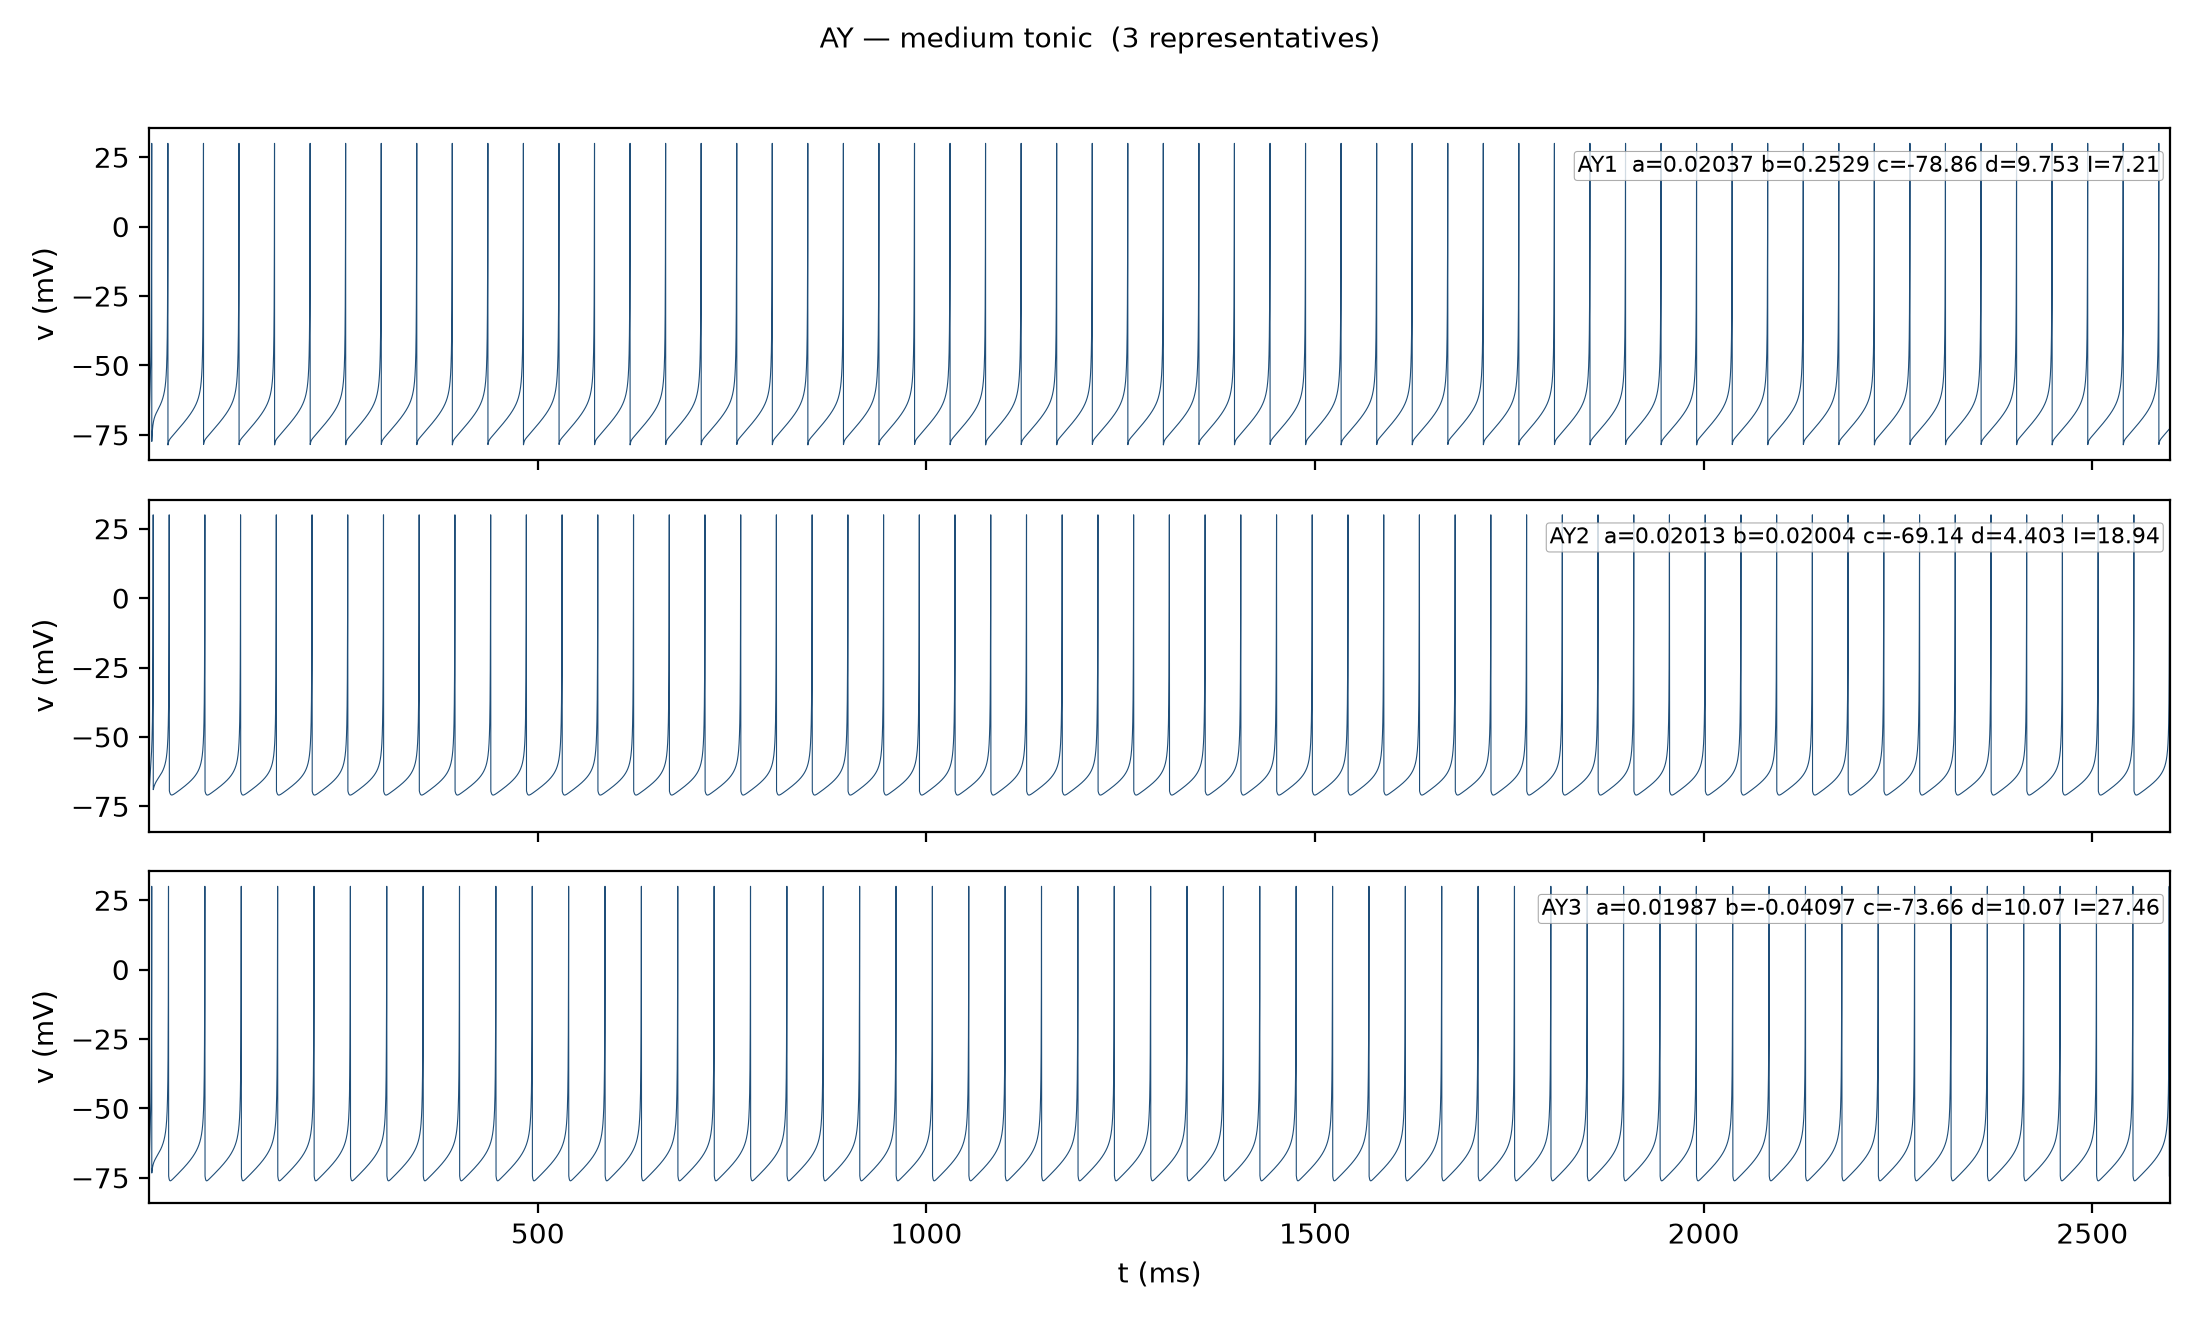 AY — medium tonic  (3 representatives)
25
0
−25
−50
−75
v (mV)
AY1  a=0.02037 b=0.2529 c=-78.86 d=9.753 I=7.21
25
0
−25
−50
−75
v (mV)
AY2  a=0.02013 b=0.02004 c=-69.14 d=4.403 I=18.94
25
0
−25
−50
−75
v (mV)
AY3  a=0.01987 b=-0.04097 c=-73.66 d=10.07 I=27.46
500 1000 1500 2000 2500
t (ms)